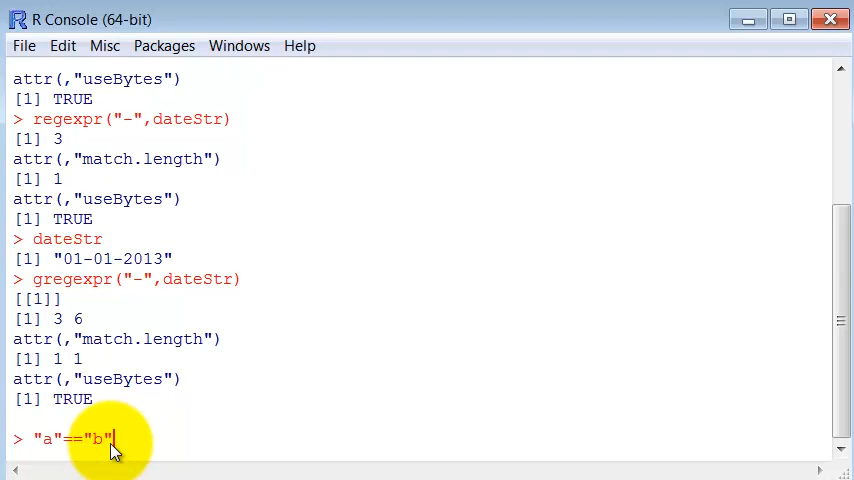 R Console (64-bit)
File Edit Misc Packages Windows Help
attr(,"useBytes")
[1] TRUE
> regexpr("-",dateStr)
[1] 3
attr(,"match.length")
[1] 1
attr(,"useBytes")
[1] TRUE
> dateStr
[1] "01-01-2013"
> gregexpr("-",dateStr)
[[1]]
[1] 3 6
attr(,"match.length")
[1] 1 1
attr(,"useBytes")
[1] TRUE
> "a"=="b"